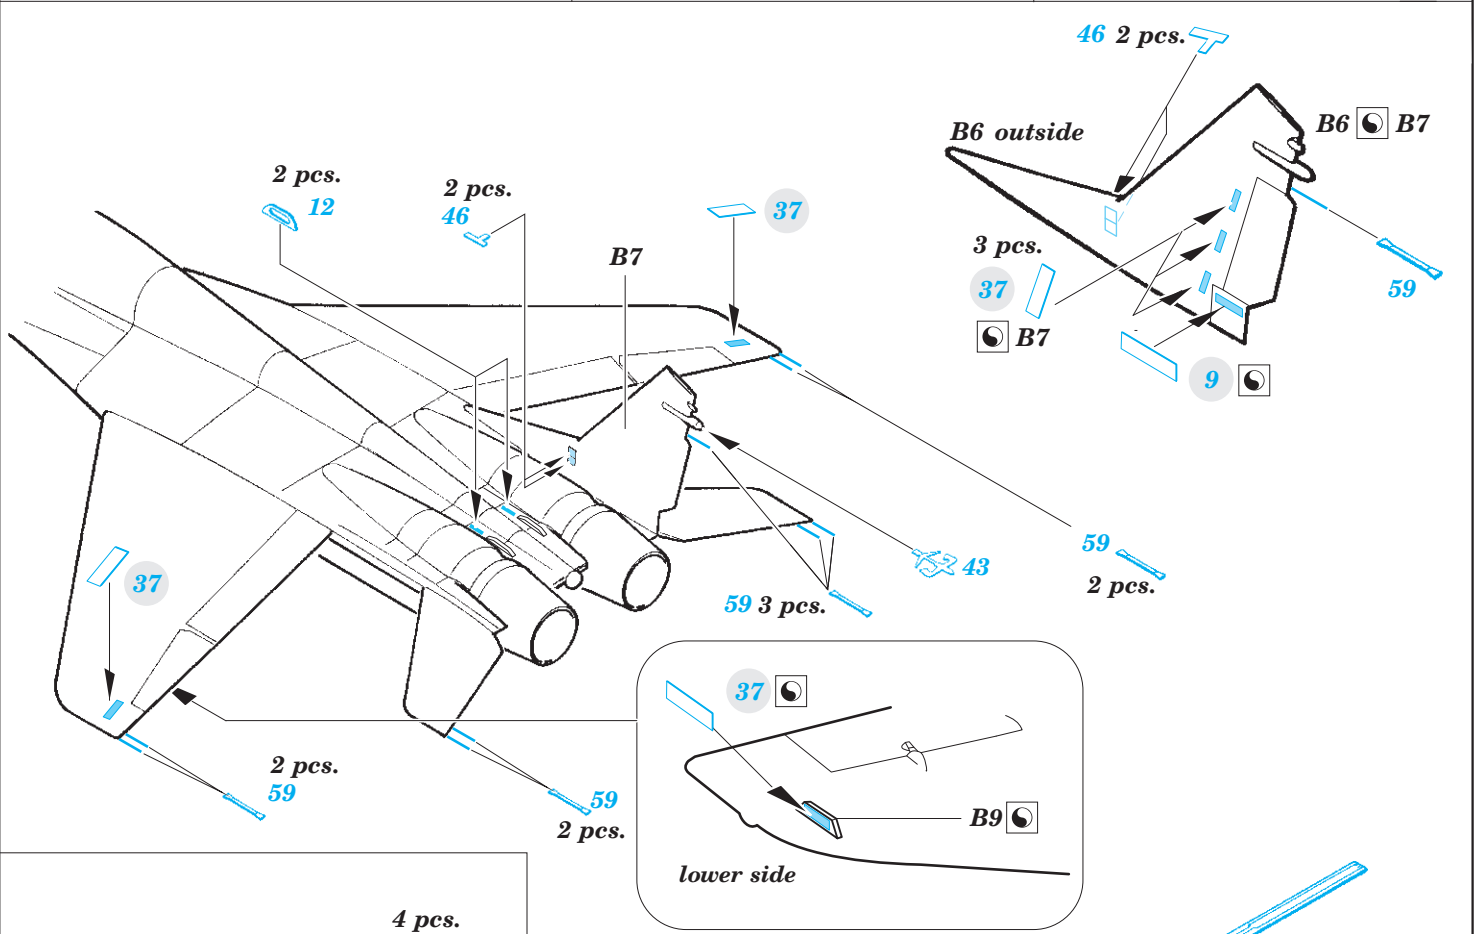 46 2 pcs.
B6 outside
B6 B7
2 pcs.
12
2 pcs.
46
37
B7
3 pcs.
37
B7
59
9
37
59
2 pcs.
43
59 3 pcs.
2 pcs.
59
59
2 pcs.
37
B9
lower side
4 pcs.